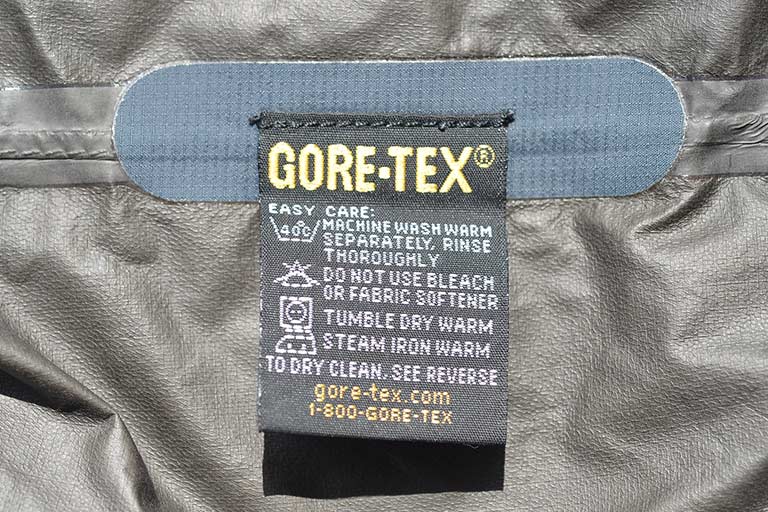 GORE-TEX®
EASY CARE:
40°C MACHINE WASH WARM
SEPARATELY, RINSE
THOROUGHLY
DO NOT USE BLEACH
OR FABRIC SOFTENER
TUMBLE DRY WARM
STEAM IRON WARM
TO DRY CLEAN, SEE REVERSE
gore-tex.com
1-800-GORE-TEX